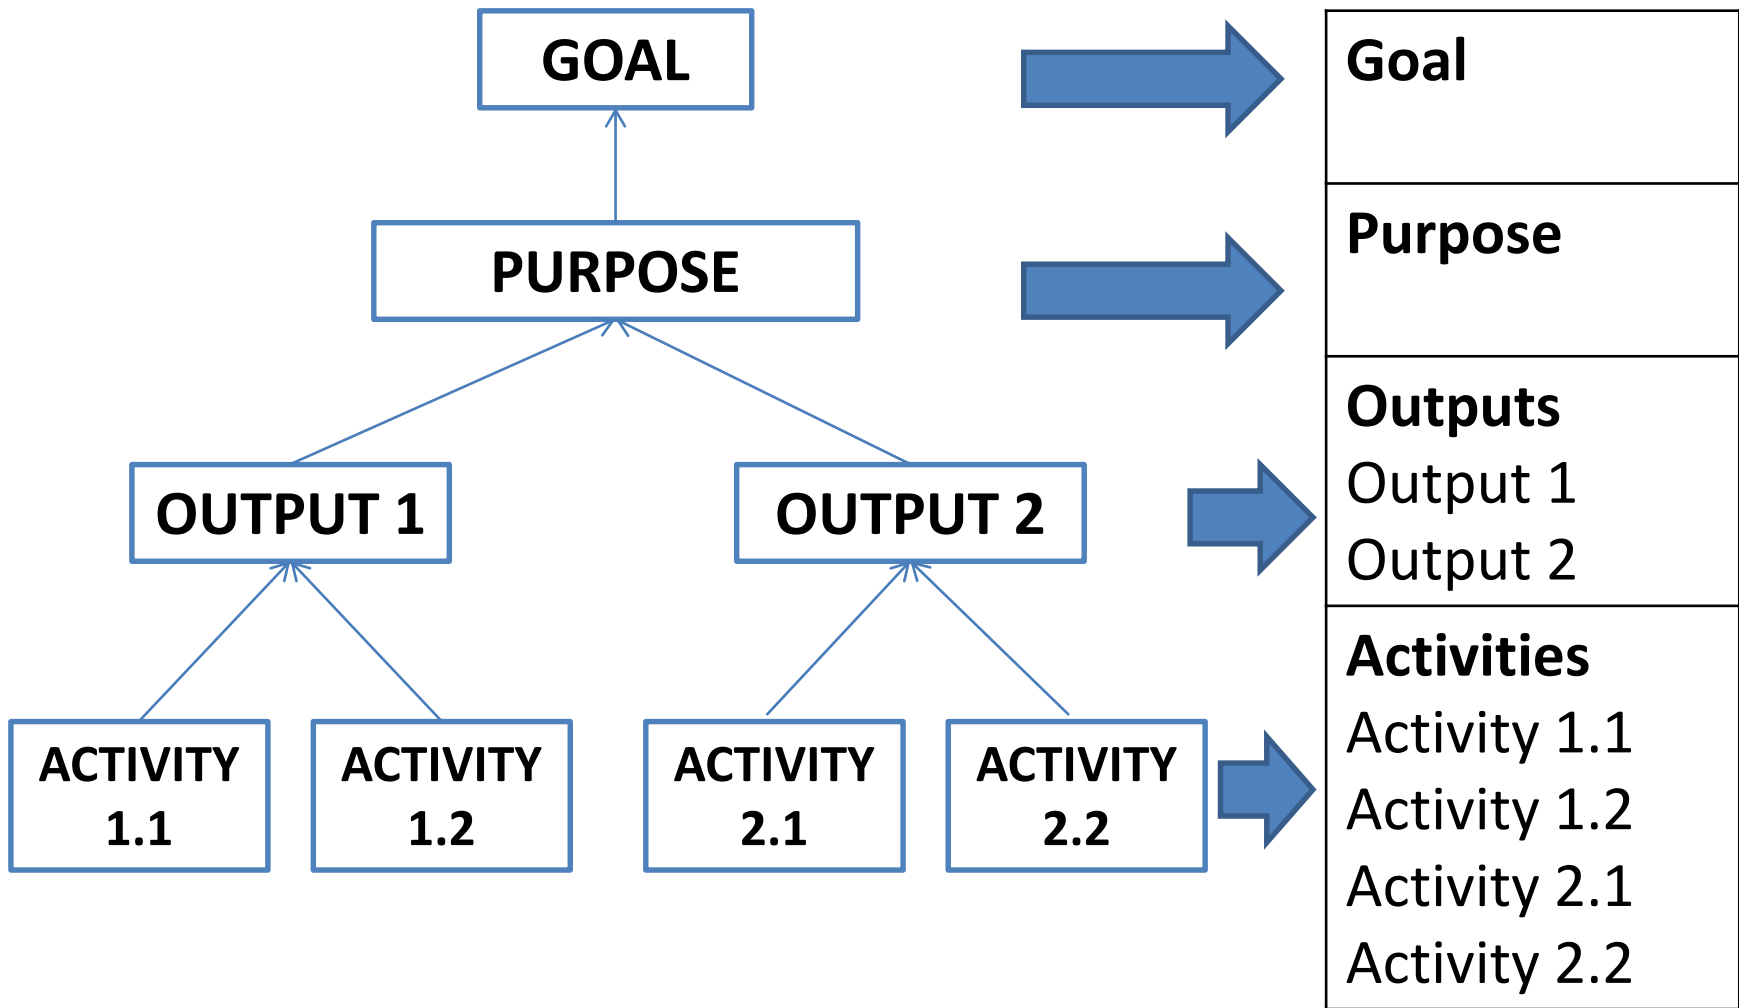 GOAL
PURPOSE
OUTPUT 1
OUTPUT 2
ACTIVITY
1.1
ACTIVITY
1.2
ACTIVITY
2.1
ACTIVITY
2.2
Goal
Purpose
Outputs
Output 1
Output 2
Activities
Activity 1.1
Activity 1.2
Activity 2.1
Activity 2.2